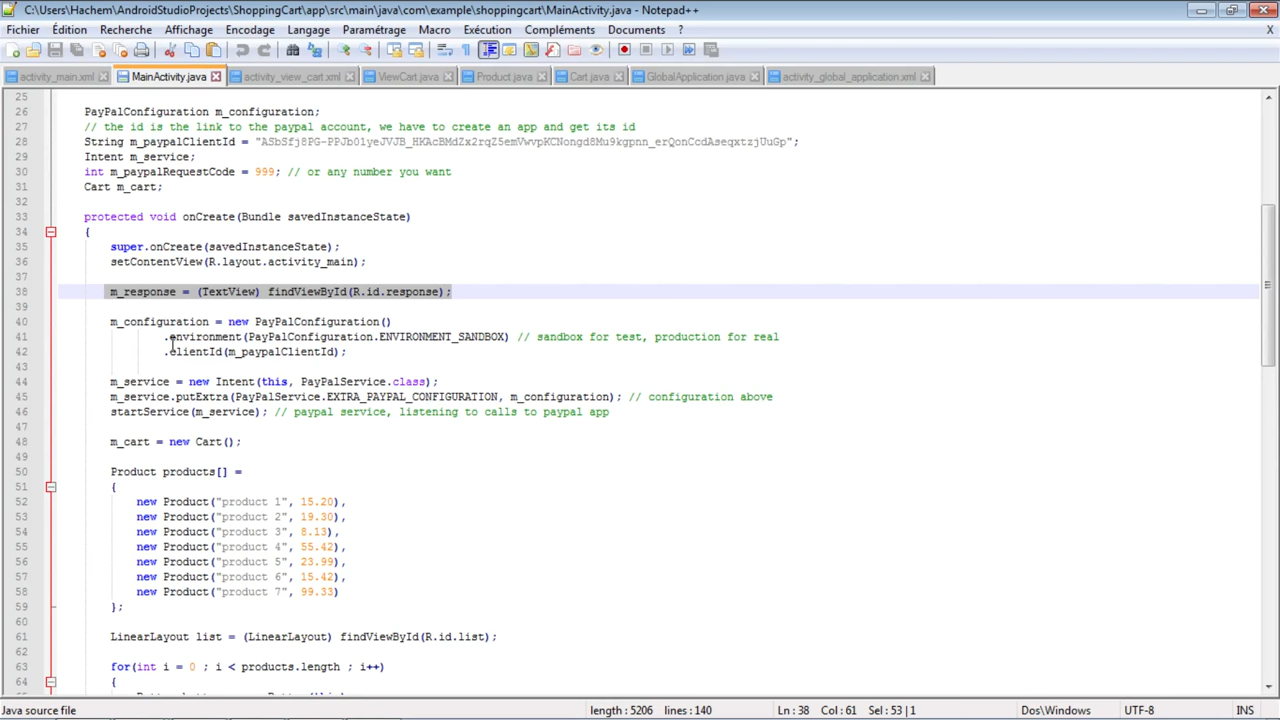 C:\Users\Hachem\AndroidStudioProjects\ShoppingCart\app\src\main\java\com\example\shoppingcart\MainActivity.java - Notepad++
Fichier Édition Recherche Affichage Encodage Langage Paramétrage Macro Exécution Compléments Documents ? X
activity_main.xml MainActivity.java activity_view_cart.xml ViewCart.java Product.java Cart.java GlobalApplication.java activity_global_application.xml
25
26 PayPalConfiguration m_configuration;
27 // the id is the link to the paypal account, we have to create an app and get its id
28 String m_paypalClientId = "ASbSfj8PG-PPJb01yeJVJB_HKAcBMdZx2rqZ5emVwvpKCNongd8Mu9kgpnn_erQonCcdAseqxtzjUuGp";
29 Intent m_service;
30 int m_paypalRequestCode = 999; // or any number you want
31 Cart m_cart;
32
33 protected void onCreate(Bundle savedInstanceState)
34 {
35 super.onCreate(savedInstanceState);
36 setContentView(R.layout.activity_main);
37
38 m_response = (TextView) findViewById(R.id.response);
39
40 m_configuration = new PayPalConfiguration()
41 .environment(PayPalConfiguration.ENVIRONMENT_SANDBOX) // sandbox for test, production for real
42 .clientId(m_paypalClientId);
43
44 m_service = new Intent(this, PayPalService.class);
45 m_service.putExtra(PayPalService.EXTRA_PAYPAL_CONFIGURATION, m_configuration); // configuration above
46 startService(m_service); // paypal service, listening to calls to paypal app
47
48 m_cart = new Cart();
49
50 Product products[] =
51 {
52 new Product("product 1", 15.20),
53 new Product("product 2", 19.30),
54 new Product("product 3", 8.13),
55 new Product("product 4", 55.42),
56 new Product("product 5", 23.99),
57 new Product("product 6", 15.42),
58 new Product("product 7", 99.33)
59 };
60
61 LinearLayout list = (LinearLayout) findViewById(R.id.list);
62
63 for(int i = 0 ; i < products.length ; i++)
64 {
Java source file length : 5206 lines : 140 Ln : 38 Col : 61 Sel : 53 | 1 Dos\Windows UTF-8 INS